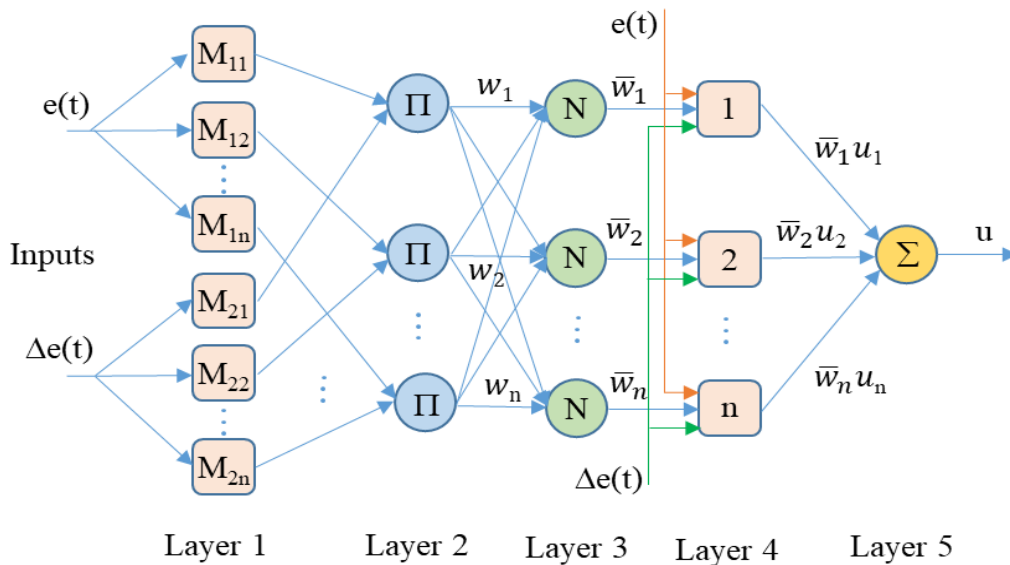 e(t)
M₁₁
e(t)
Π
w₁
N
w̅₁
1
M₁₂
w̅₁u₁
M₁ₙ
Inputs
Π
w₂
N
w̅₂
2
w̅₂u₂
Σ
u
M₂₁
Δe(t)
M₂₂
w̅ₙuₙ
Π
wₙ
N
w̅ₙ
n
M₂ₙ
Δe(t)
Layer 1
Layer 2
Layer 3
Layer 4
Layer 5